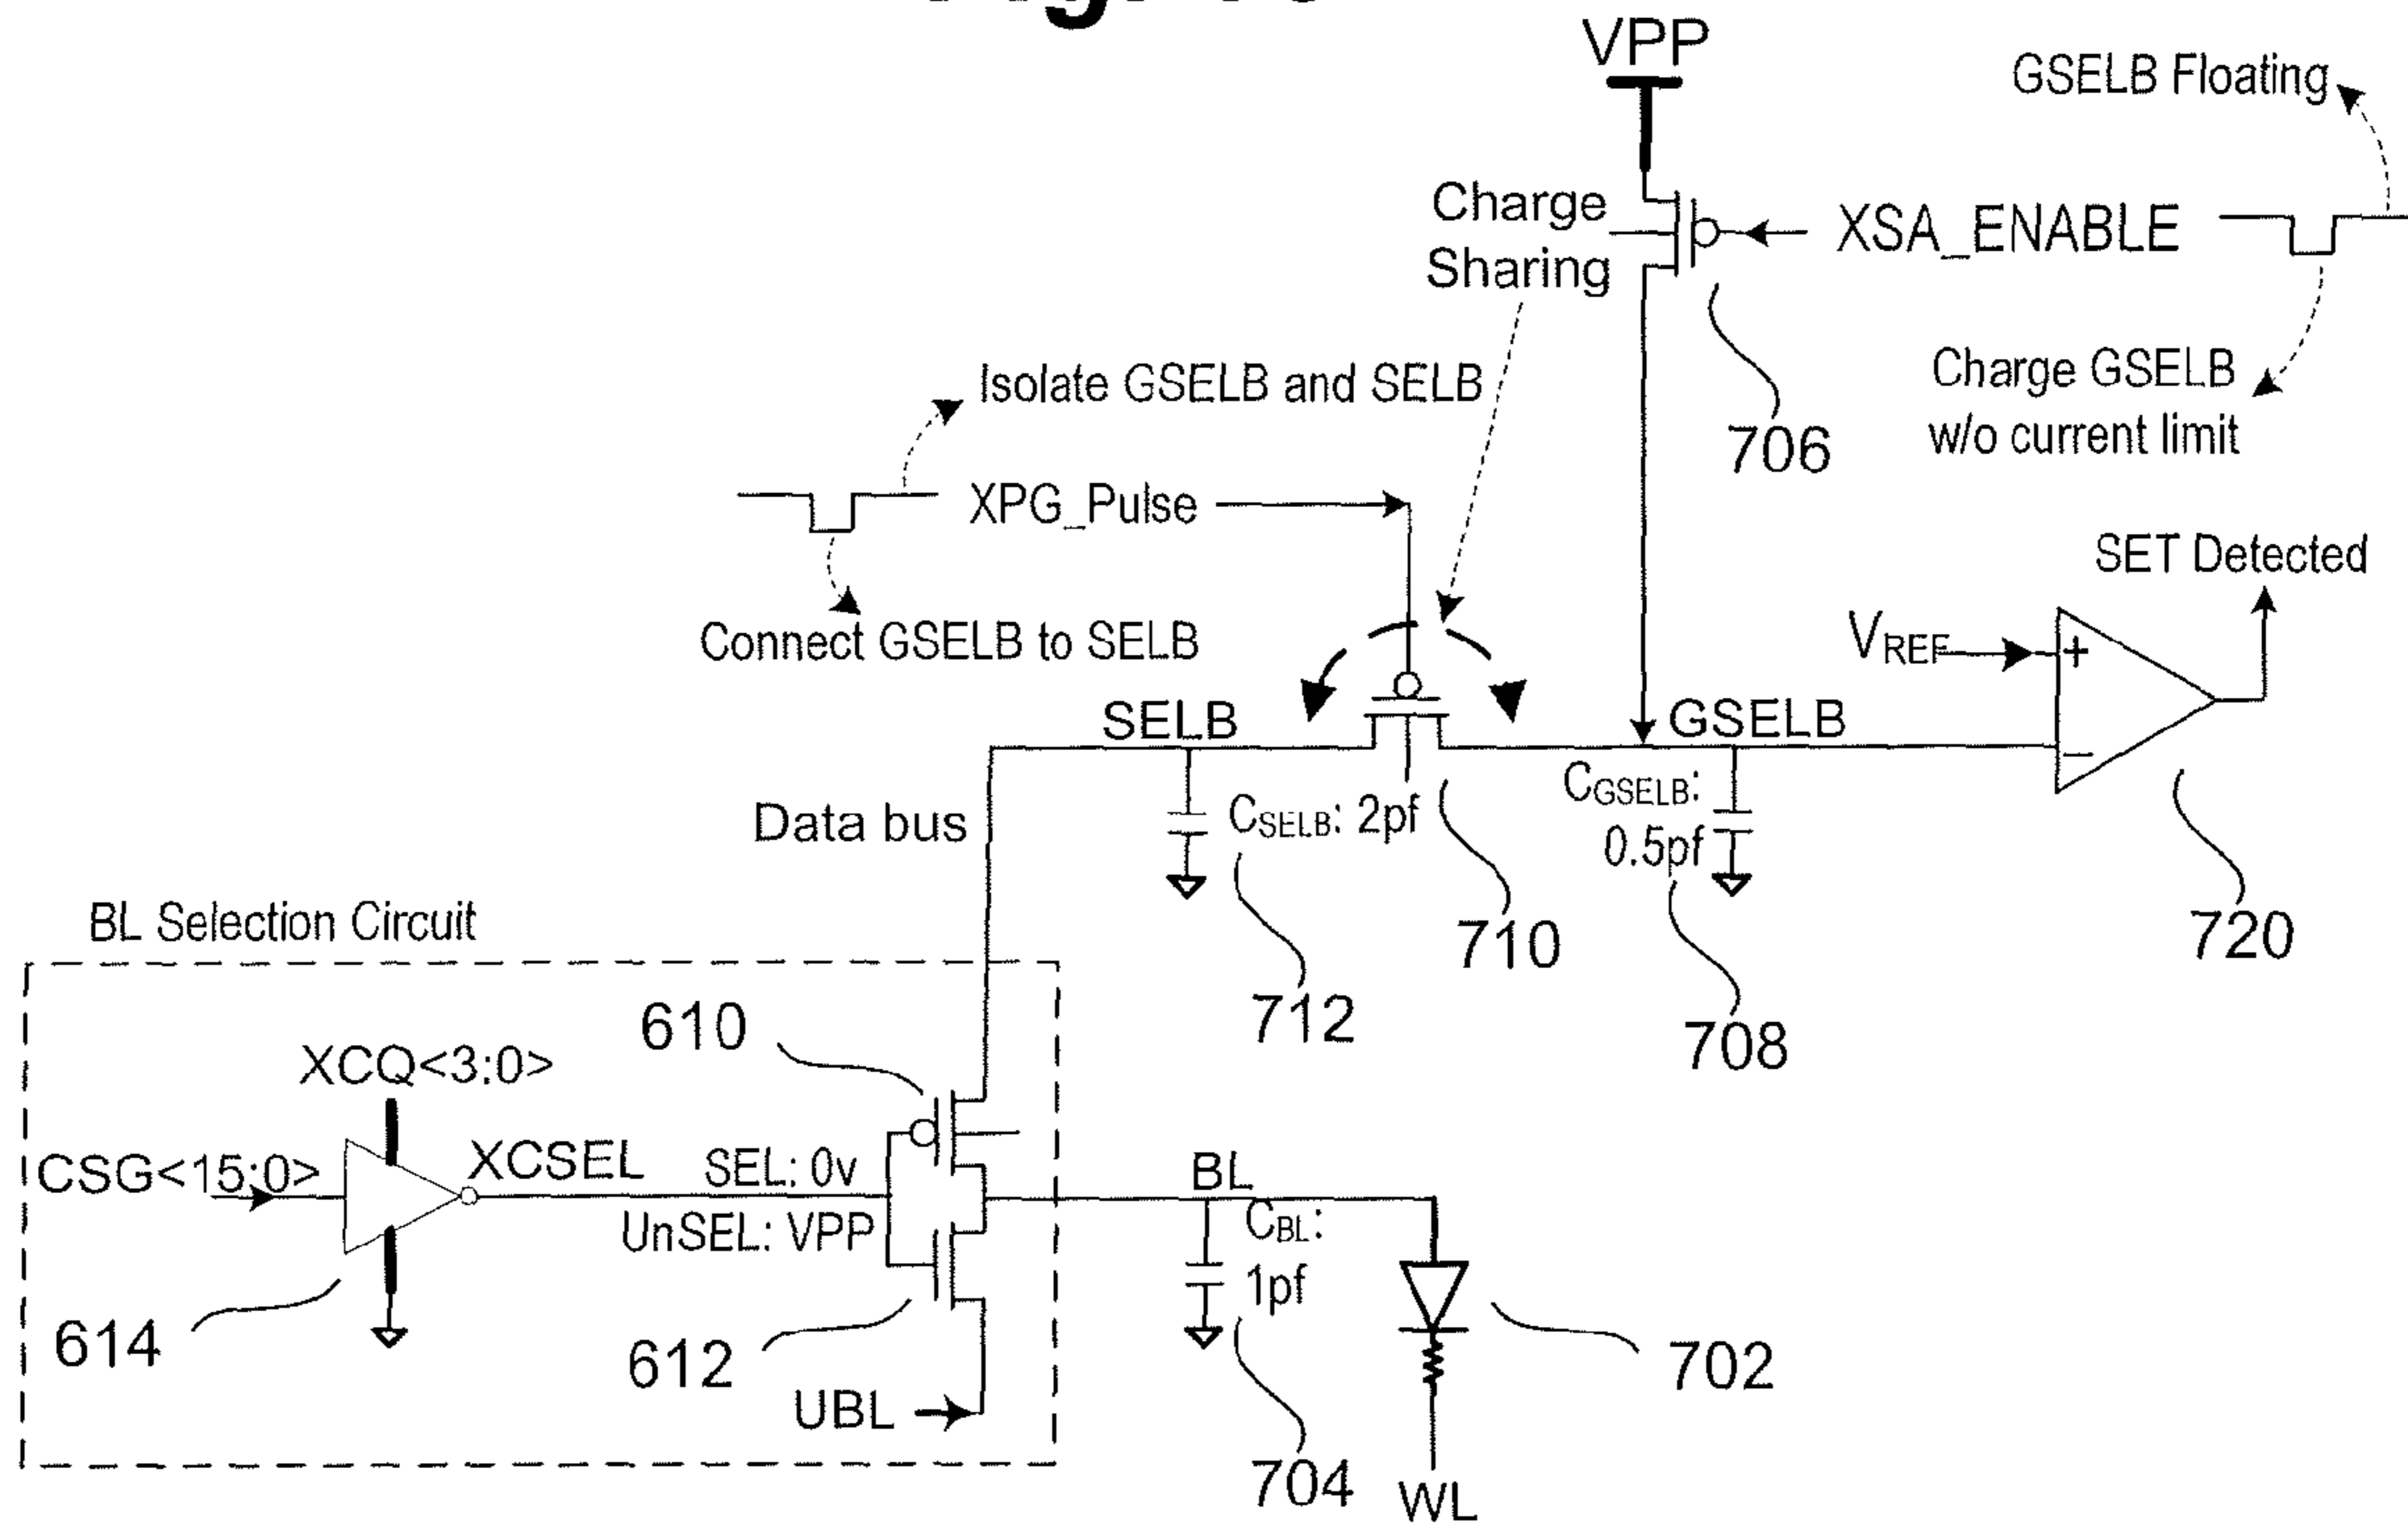 VPP
GSELB Floating
Charge
Sharing
XSA_ENABLE
Isolate GSELB and SELB
Charge GSELB
w/o current limit
706
XPG_Pulse
Connect GSELB to SELB
SET Detected
VREF
+
SELB
GSELB
−
Data bus
CSELB: 2pf
CGSELB:
0.5pf
BL Selection Circuit
710
720
712
708
610
XCQ<3:0>
CSG<15:0>
XCSEL
SEL: 0v
UnSEL: VPP
BL
CBL:
1pf
614
612
702
UBL
704
WL